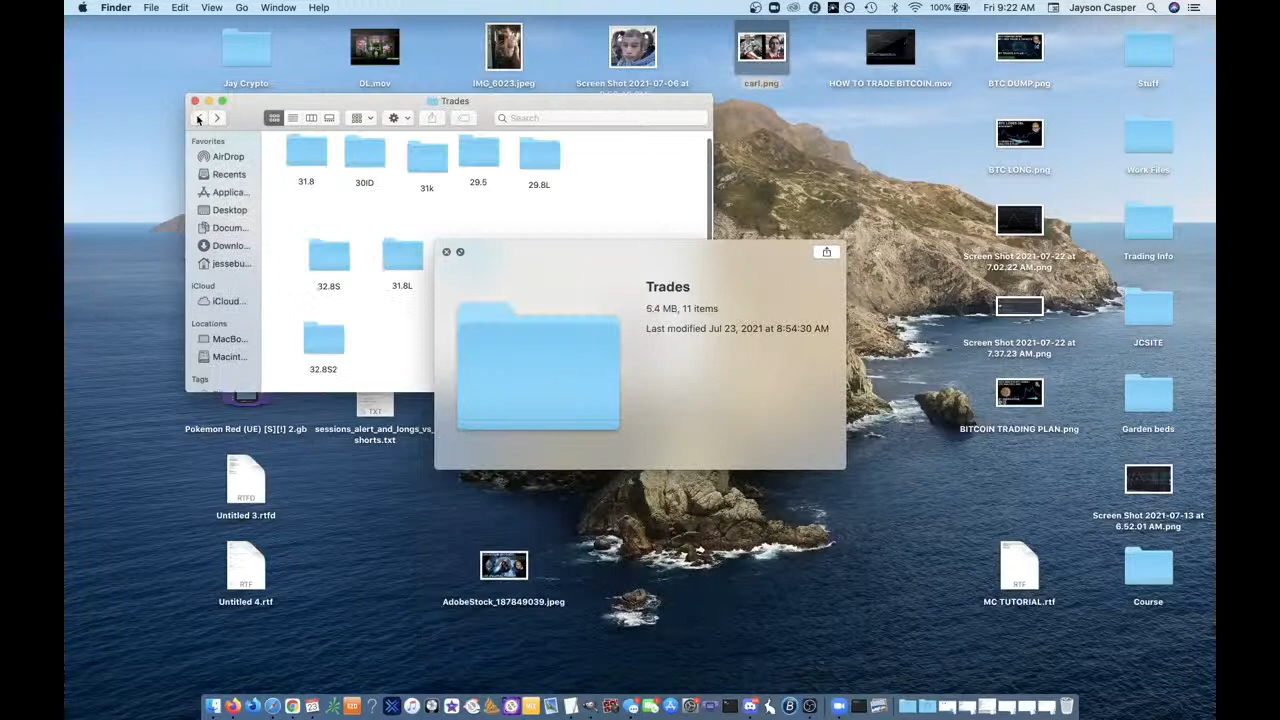 Finder File Edit View Go Window Help
100% Fri 9:22 AM Jayson Casper
Jay Crypto
DL.mov
IMG_6023.jpeg
Screen Shot 2021-07-06 at
carl.png
HOW TO TRADE BITCOIN.mov
BTC DUMP.png
Stuff
Trades
Search
Favorites
AirDrop
Recents
Applica...
Desktop
Docum...
Downlo...
jessebu...
iCloud
iCloud...
Locations
MacBo...
Macint...
Tags
31.8
30ID
31k
29.5
29.8L
32.8S
31.8L
32.8S2
Trades
5.4 MB, 11 items
Last modified Jul 23, 2021 at 8:54:30 AM
BTC LONG.png
Work Files
Screen Shot 2021-07-22 at
7.02.22 AM.png
Trading Info
Screen Shot 2021-07-22 at
7.37.23 AM.png
JCSITE
TXT
Pokemon Red (UE) [S][!] 2.gb
sessions_alert_and_longs_vs_
shorts.txt
BITCOIN TRADING PLAN.png
Garden beds
RTFD
Untitled 3.rtfd
Screen Shot 2021-07-13 at
6.52.01 AM.png
RTF
Untitled 4.rtf
AdobeStock_187849039.jpeg
RTF
MC TUTORIAL.rtf
Course